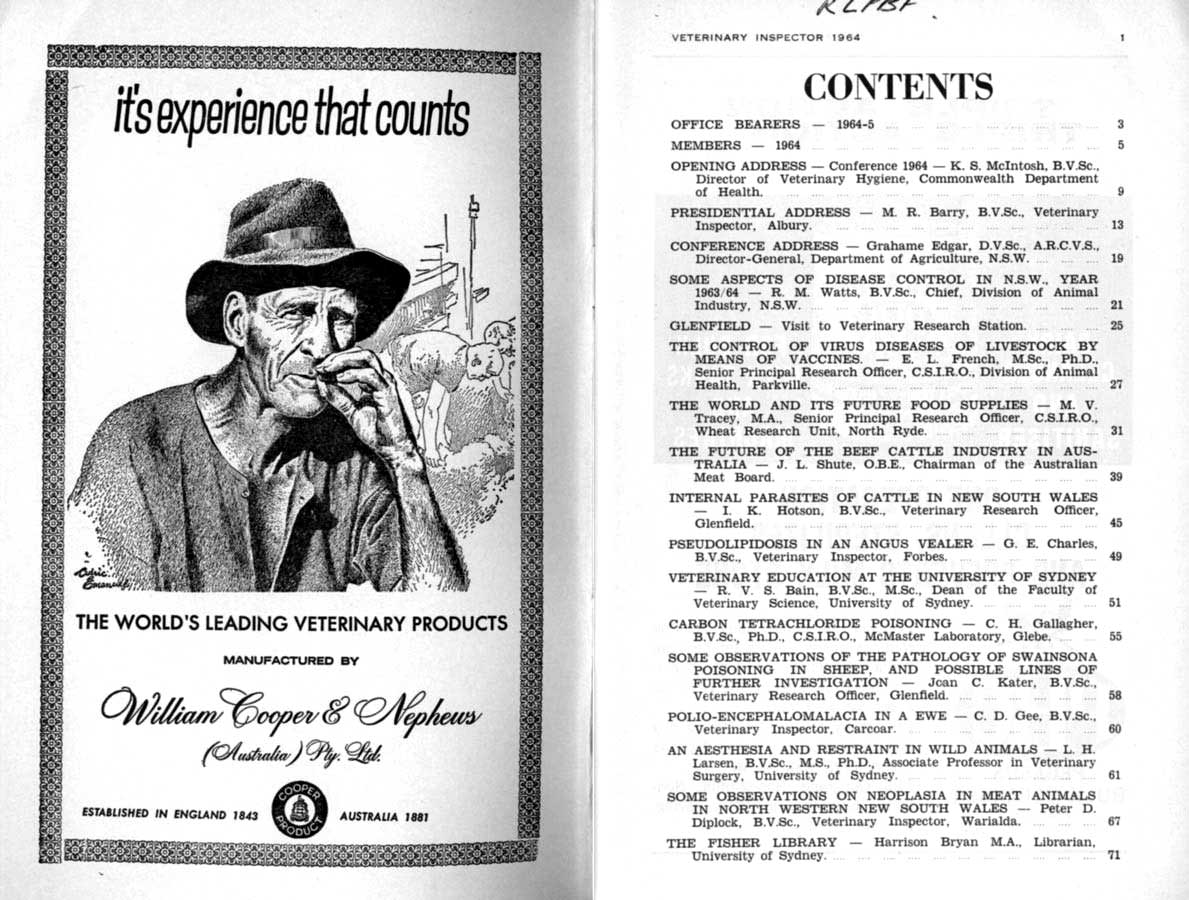 it's experience that counts
Cedric
Emanuel
THE WORLD'S LEADING VETERINARY PRODUCTS
MANUFACTURED BY
William Cooper & Nephews
(Australia) Pty. Ltd.
ESTABLISHED IN ENGLAND 1843
COOPER
PRODUCT
AUSTRALIA 1881
VETERINARY INSPECTOR 1964 1
CONTENTS
OFFICE BEARERS — 1964-5 3
MEMBERS — 1964 5
OPENING ADDRESS — Conference 1964 — K. S. McIntosh, B.V.Sc.,
Director of Veterinary Hygiene, Commonwealth Department
of Health. 9
PRESIDENTIAL ADDRESS — M. R. Barry, B.V.Sc., Veterinary
Inspector, Albury. 13
CONFERENCE ADDRESS — Grahame Edgar, D.V.Sc., A.R.C.V.S.,
Director-General, Department of Agriculture, N.S.W. 19
SOME ASPECTS OF DISEASE CONTROL IN N.S.W., YEAR
1963/64 — R. M. Watts, B.V.Sc., Chief, Division of Animal
Industry, N.S.W. 21
GLENFIELD — Visit to Veterinary Research Station. 25
THE CONTROL OF VIRUS DISEASES OF LIVESTOCK BY
MEANS OF VACCINES. — E. L. French, M.Sc., Ph.D.,
Senior Principal Research Officer, C.S.I.R.O., Division of Animal
Health, Parkville. 27
THE WORLD AND ITS FUTURE FOOD SUPPLIES — M. V.
Tracey, M.A., Senior Principal Research Officer, C.S.I.R.O.,
Wheat Research Unit, North Ryde. 31
THE FUTURE OF THE BEEF CATTLE INDUSTRY IN AUS-
TRALIA — J. L. Shute, O.B.E., Chairman of the Australian
Meat Board. 39
INTERNAL PARASITES OF CATTLE IN NEW SOUTH WALES
— I. K. Hotson, B.V.Sc., Veterinary Research Officer,
Glenfield. 45
PSEUDOLIPIDOSIS IN AN ANGUS VEALER — G. E. Charles,
B.V.Sc., Veterinary Inspector, Forbes. 49
VETERINARY EDUCATION AT THE UNIVERSITY OF SYDNEY
— R. V. S. Bain, B.V.Sc., M.Sc., Dean of the Faculty of
Veterinary Science, University of Sydney. 51
CARBON TETRACHLORIDE POISONING — C. H. Gallagher,
B.V.Sc., Ph.D., C.S.I.R.O., McMaster Laboratory, Glebe. 55
SOME OBSERVATIONS OF THE PATHOLOGY OF SWAINSONA
POISONING IN SHEEP, AND POSSIBLE LINES OF
FURTHER INVESTIGATION — Joan C. Kater, B.V.Sc.,
Veterinary Research Officer, Glenfield. 58
POLIO-ENCEPHALOMALACIA IN A EWE — C. D. Gee, B.V.Sc.,
Veterinary Inspector, Carcoar. 60
AN AESTHESIA AND RESTRAINT IN WILD ANIMALS — L. H.
Larsen, B.V.Sc., M.S., Ph.D., Associate Professor in Veterinary
Surgery, University of Sydney. 61
SOME OBSERVATIONS ON NEOPLASIA IN MEAT ANIMALS
IN NORTH WESTERN NEW SOUTH WALES — Peter D.
Diplock, B.V.Sc., Veterinary Inspector, Warialda. 67
THE FISHER LIBRARY — Harrison Bryan M.A., Librarian,
University of Sydney. 71